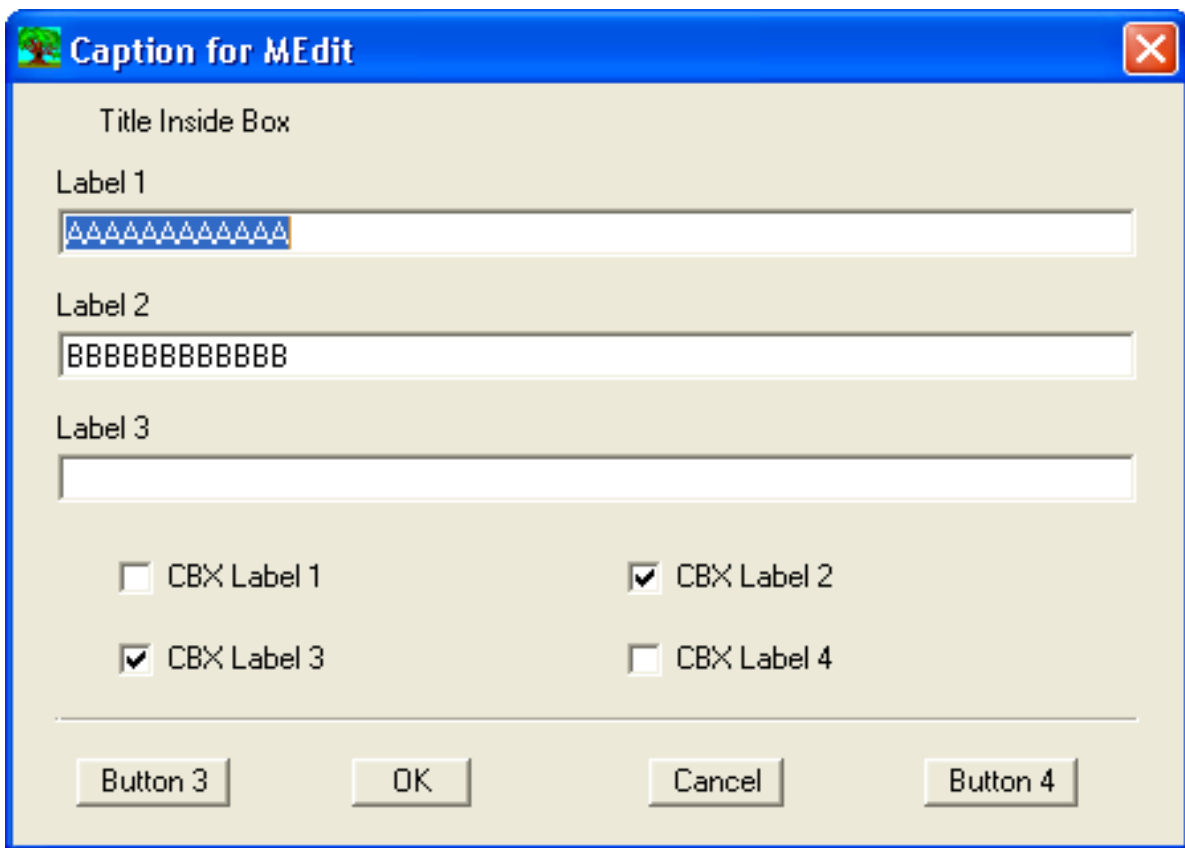 Caption for MEdit
Title Inside Box
Label 1
AAAAAAAAAAAA
Label 2
BBBBBBBBBBBB
Label 3
CBX Label 1
CBX Label 2
CBX Label 3
CBX Label 4
Button 3
OK
Cancel
Button 4